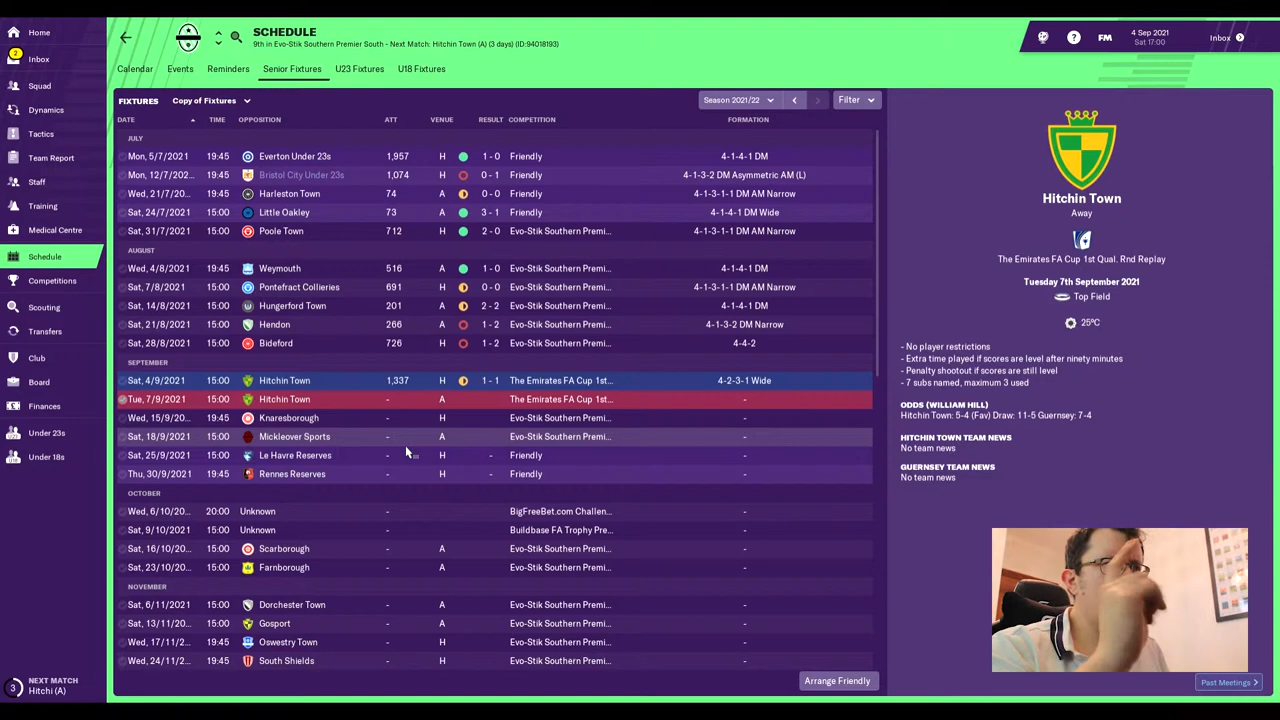 Home
2
Inbox
Squad
Dynamics
Tactics
Team Report
Staff
Training
Medical Centre
Schedule
Competitions
Scouting
Transfers
Club
Board
Finances
Under 23s
Under 18s
3 NEXT MATCH
Hitchi (A)
SCHEDULE
9th in Evo-Stik Southern Premier South - Next Match: Hitchin Town (A) (3 days) (ID:94018193)
? FM 4 Sep 2021
Sat 17:00
Inbox
Calendar Events Reminders Senior Fixtures U23 Fixtures U18 Fixtures
FIXTURES Copy of Fixtures Season 2021/22 Filter
DATE TIME OPPOSITION ATT VENUE RESULT COMPETITION FORMATION
JULY
Mon, 5/7/2021 19:45 Everton Under 23s 1,957 H 1 - 0 Friendly 4-1-4-1 DM
Mon, 12/7/202... 19:45 Bristol City Under 23s 1,074 H 0 - 1 Friendly 4-1-3-2 DM Asymmetric AM (L)
Wed, 21/7/20... 19:45 Harleston Town 74 A 0 - 0 Friendly 4-1-3-1-1 DM AM Narrow
Sat, 24/7/2021 15:00 Little Oakley 73 A 3 - 1 Friendly 4-1-4-1 DM Wide
Sat, 31/7/2021 15:00 Poole Town 712 H 2 - 0 Evo-Stik Southern Premi... 4-1-3-1-1 DM AM Narrow
AUGUST
Wed, 4/8/2021 19:45 Weymouth 516 A 1 - 0 Evo-Stik Southern Premi... 4-1-4-1 DM
Sat, 7/8/2021 15:00 Pontefract Collieries 691 H 0 - 0 Evo-Stik Southern Premi... 4-1-3-1-1 DM AM Narrow
Sat, 14/8/2021 15:00 Hungerford Town 201 A 2 - 2 Evo-Stik Southern Premi... 4-1-4-1 DM
Sat, 21/8/2021 15:00 Hendon 266 A 1 - 2 Evo-Stik Southern Premi... 4-1-3-2 DM Narrow
Sat, 28/8/2021 15:00 Bideford 726 H 1 - 2 Evo-Stik Southern Premi... 4-4-2
SEPTEMBER
Sat, 4/9/2021 15:00 Hitchin Town 1,337 H 1 - 1 The Emirates FA Cup 1st... 4-2-3-1 Wide
Tue, 7/9/2021 15:00 Hitchin Town - A The Emirates FA Cup 1st... -
Wed, 15/9/20... 19:45 Knaresborough - H Evo-Stik Southern Premi... -
Sat, 18/9/2021 15:00 Mickleover Sports - A Evo-Stik Southern Premi... -
Sat, 25/9/2021 15:00 Le Havre Reserves - H - Friendly -
Thu, 30/9/2021 19:45 Rennes Reserves - H - Friendly -
OCTOBER
Wed, 6/10/20... 20:00 Unknown - BigFreeBet.com Challen... -
Sat, 9/10/2021 15:00 Unknown - Buildbase FA Trophy Pre... -
Sat, 16/10/20... 15:00 Scarborough - A Evo-Stik Southern Premi... -
Sat, 23/10/20... 15:00 Farnborough - A Evo-Stik Southern Premi... -
NOVEMBER
Sat, 6/11/2021 15:00 Dorchester Town - A Evo-Stik Southern Premi... -
Sat, 13/11/20... 15:00 Gosport - A Evo-Stik Southern Premi... -
Wed, 17/11/2... 19:45 Oswestry Town - H Evo-Stik Southern Premi... -
Wed, 24/11/2... 19:45 South Shields - H Evo-Stik Southern Premi... -
Arrange Friendly
Hitchin Town
Away
The Emirates FA Cup 1st Qual. Rnd Replay
Tuesday 7th September 2021
Top Field
25ºC
- No player restrictions
- Extra time played if scores are level after ninety minutes
- Penalty shootout if scores are still level
- 7 subs named, maximum 3 used
ODDS (WILLIAM HILL)
Hitchin Town: 5-4 (Fav) Draw: 11-5 Guernsey: 7-4
HITCHIN TOWN TEAM NEWS
No team news
GUERNSEY TEAM NEWS
No team news
Past Meetings